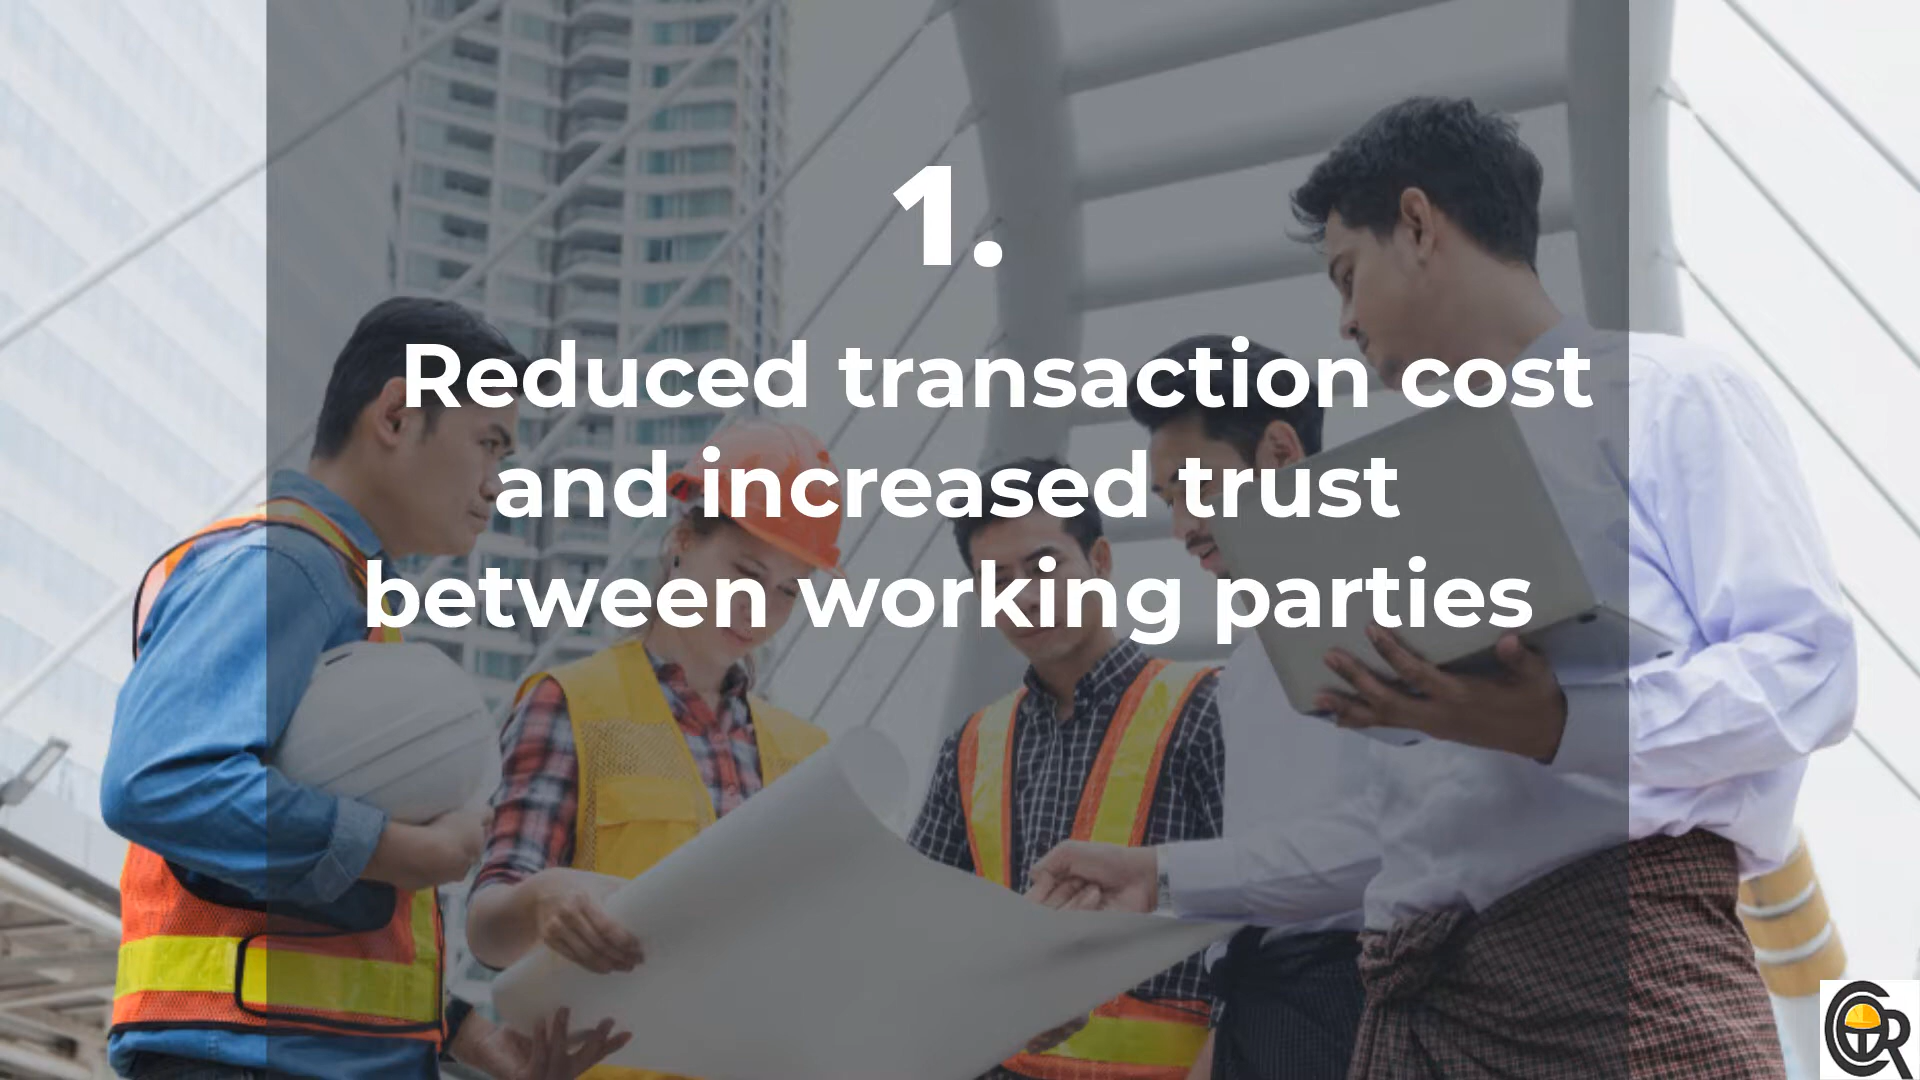 1.
Reduced transaction cost
and increased trust
between working parties